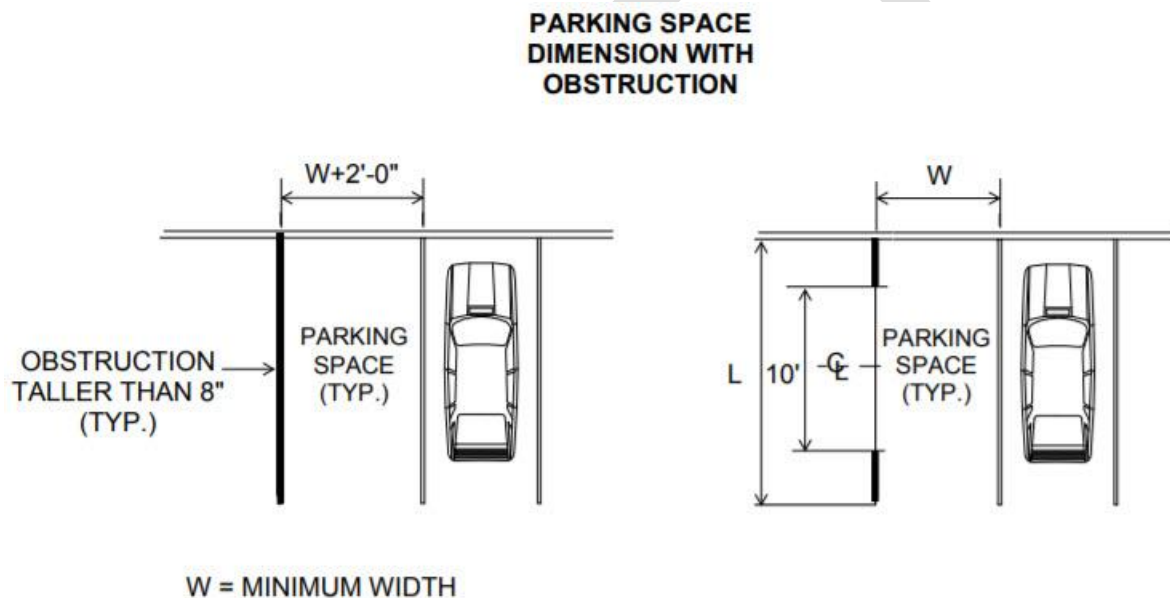 PARKING SPACE
DIMENSION WITH
OBSTRUCTION
W+2'-0"
W
OBSTRUCTION
TALLER THAN 8"
(TYP.)
PARKING
SPACE
(TYP.)
L
10'
℄
PARKING
SPACE
(TYP.)
W = MINIMUM WIDTH